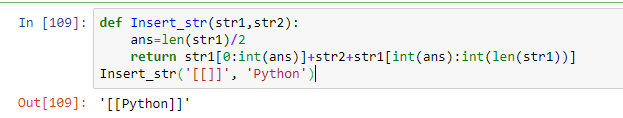 In [109]: def Insert_str(str1,str2):
    ans=len(str1)/2
    return str1[0:int(ans)]+str2+str1[int(ans):int(len(str1))]
Insert_str('[[]]', 'Python')
Out[109]: '[[Python]]'